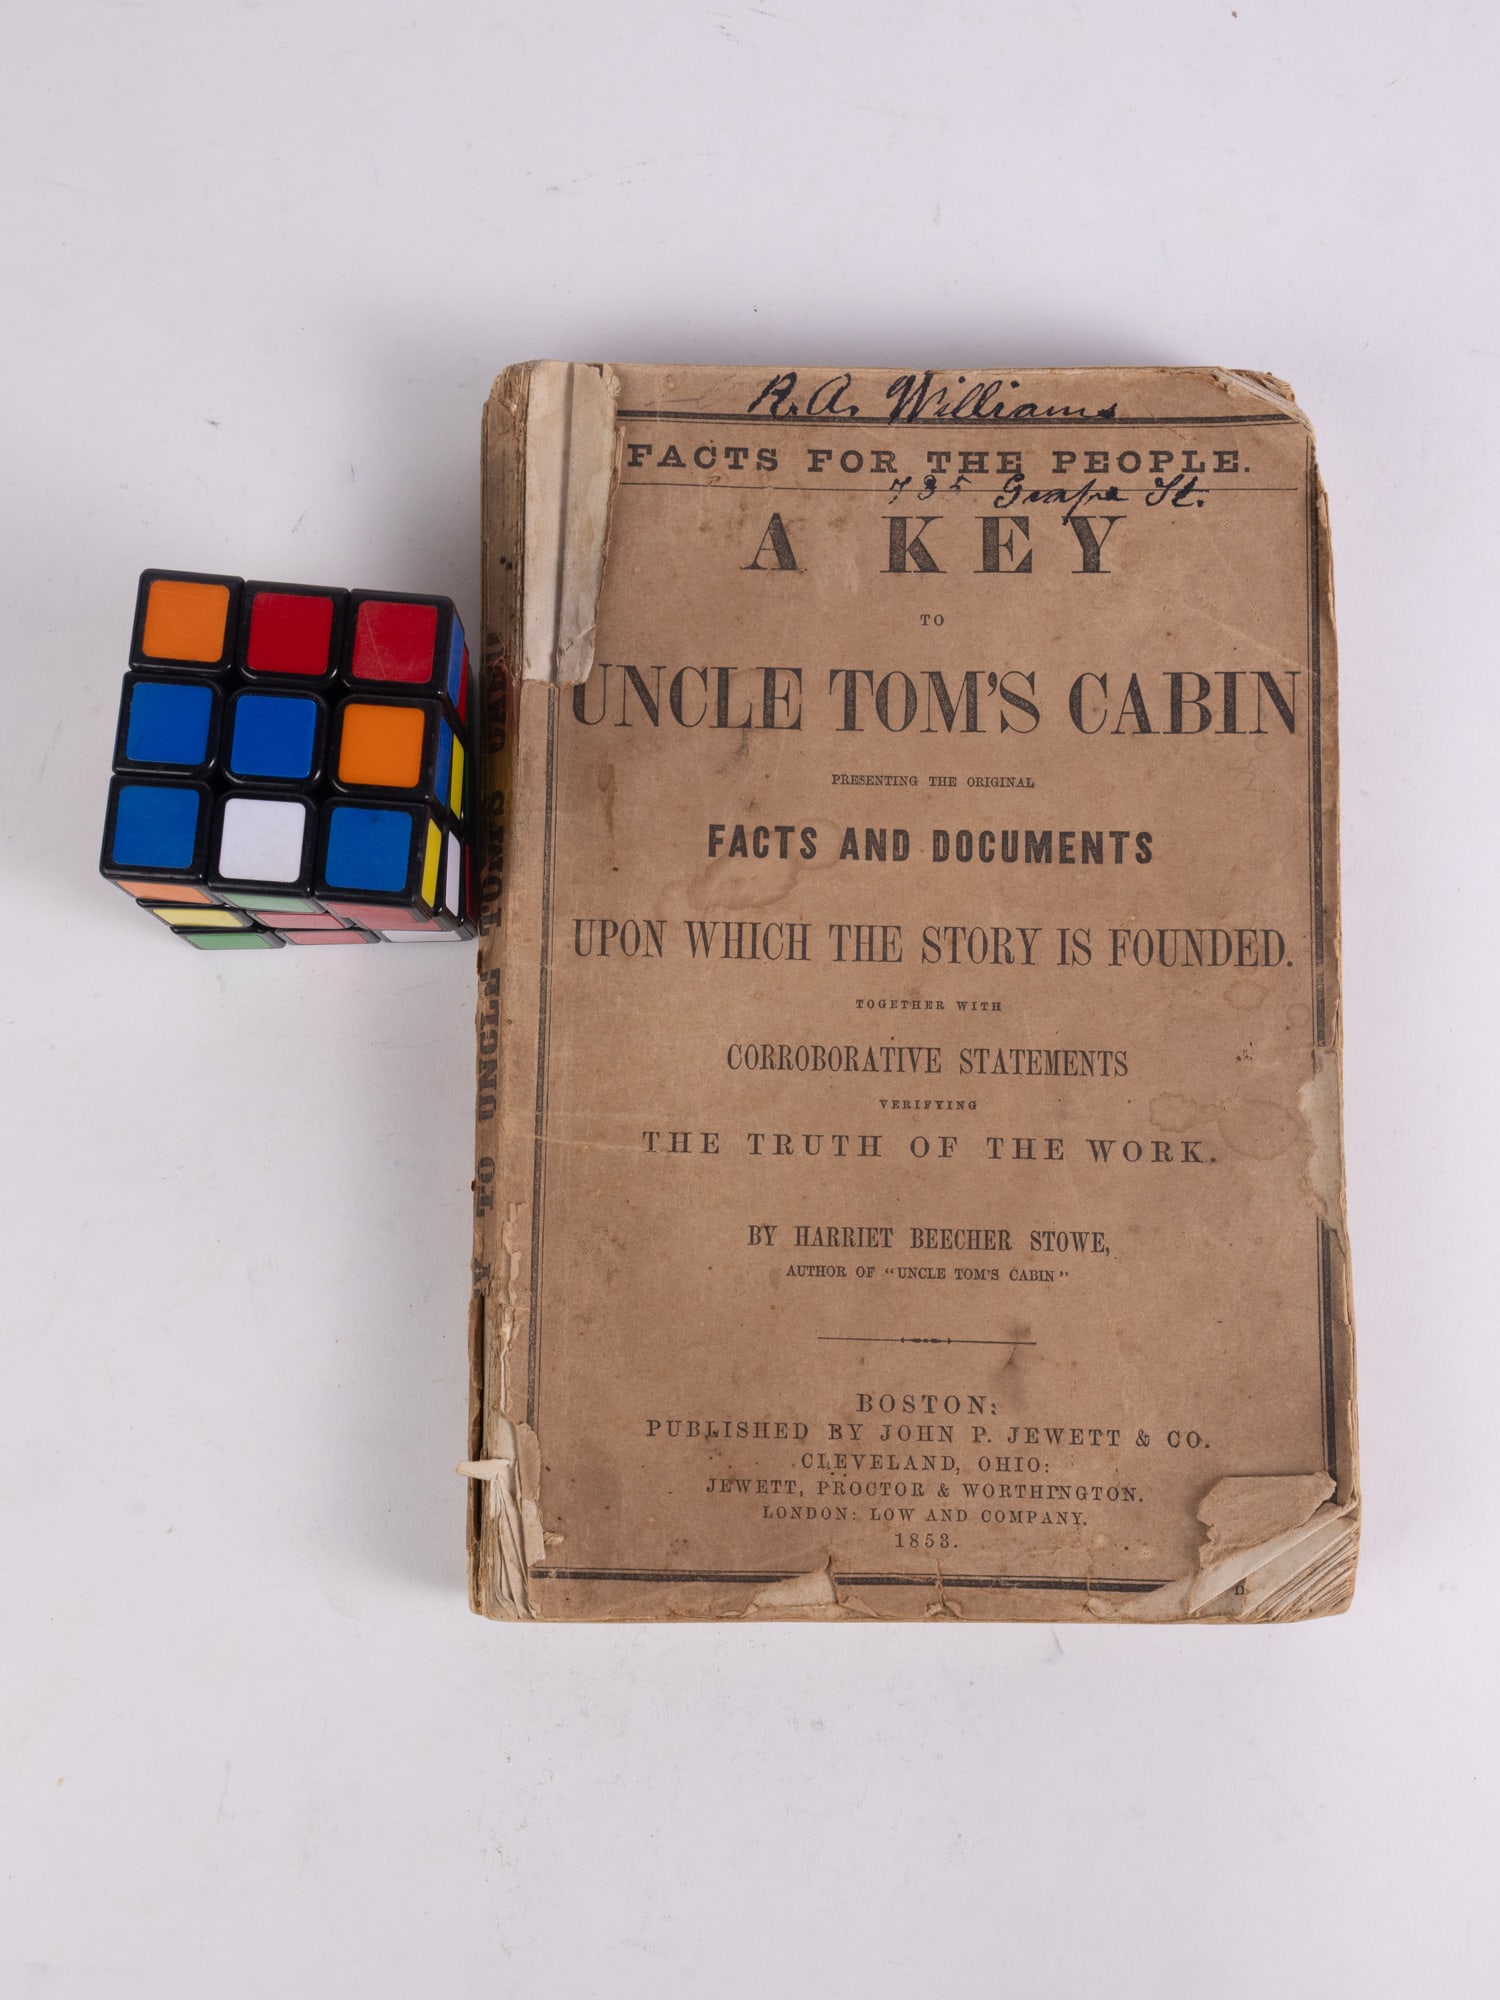 R. A. Williams
FACTS FOR THE PEOPLE.
735 Grape St.
A KEY
TO
UNCLE TOM'S CABIN
PRESENTING THE ORIGINAL
FACTS AND DOCUMENTS
UPON WHICH THE STORY IS FOUNDED.
TOGETHER WITH
CORROBORATIVE STATEMENTS
VERIFYING
THE TRUTH OF THE WORK.
BY HARRIET BEECHER STOWE,
AUTHOR OF "UNCLE TOM'S CABIN"
BOSTON:
PUBLISHED BY JOHN P. JEWETT & CO.
CLEVELAND, OHIO:
JEWETT, PROCTOR & WORTHINGTON.
LONDON: LOW AND COMPANY.
1853.
Y TO UNCLE TOM'S CABIN